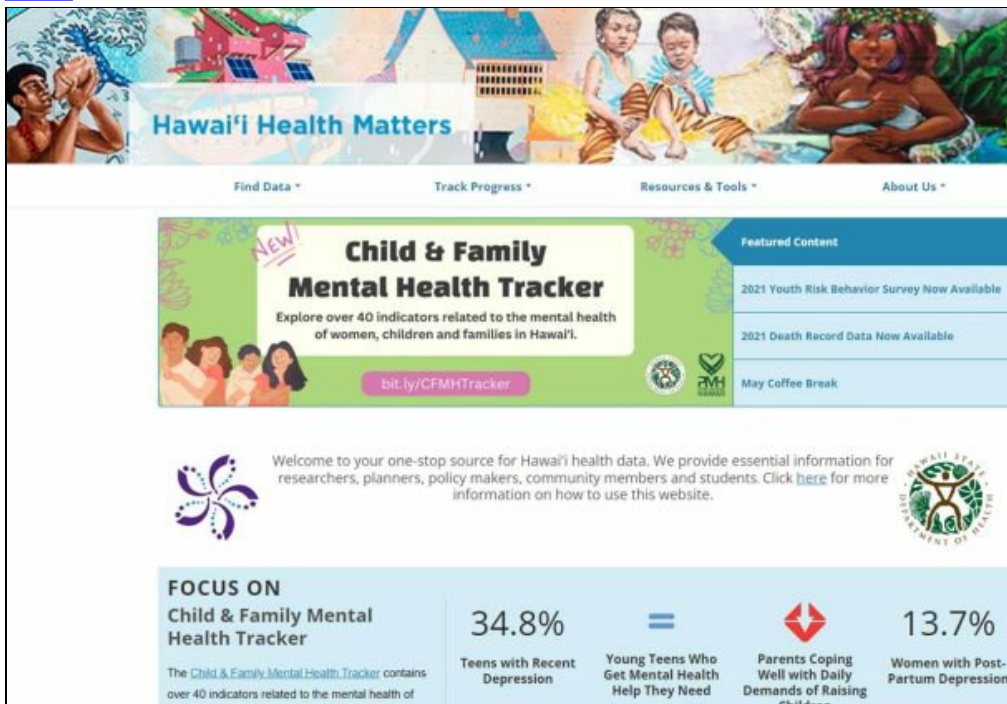 Hawai‘i Health Matters
Find Data
Track Progress
Resources & Tools
About Us
NEW!
Child & Family
Mental Health Tracker
Explore over 40 indicators related to the mental health
of women, children and families in Hawai‘i.
bit.ly/CFMHTracker
PMH
Featured Content
2021 Youth Risk Behavior Survey Now Available
2021 Death Record Data Now Available
May Coffee Break
Welcome to your one-stop source for Hawai‘i health data. We provide essential information for
researchers, planners, policy makers, community members and students. Click here for more
information on how to use this website.
HAWAII STATE
DEPARTMENT OF HEALTH
FOCUS ON
Child & Family Mental
Health Tracker
The Child & Family Mental Health Tracker contains
over 40 indicators related to the mental health of
34.8%
Teens with Recent
Depression
=
Young Teens Who
Get Mental Health
Help They Need
Parents Coping
Well with Daily
Demands of Raising
Children
13.7%
Women with Post-
Partum Depression